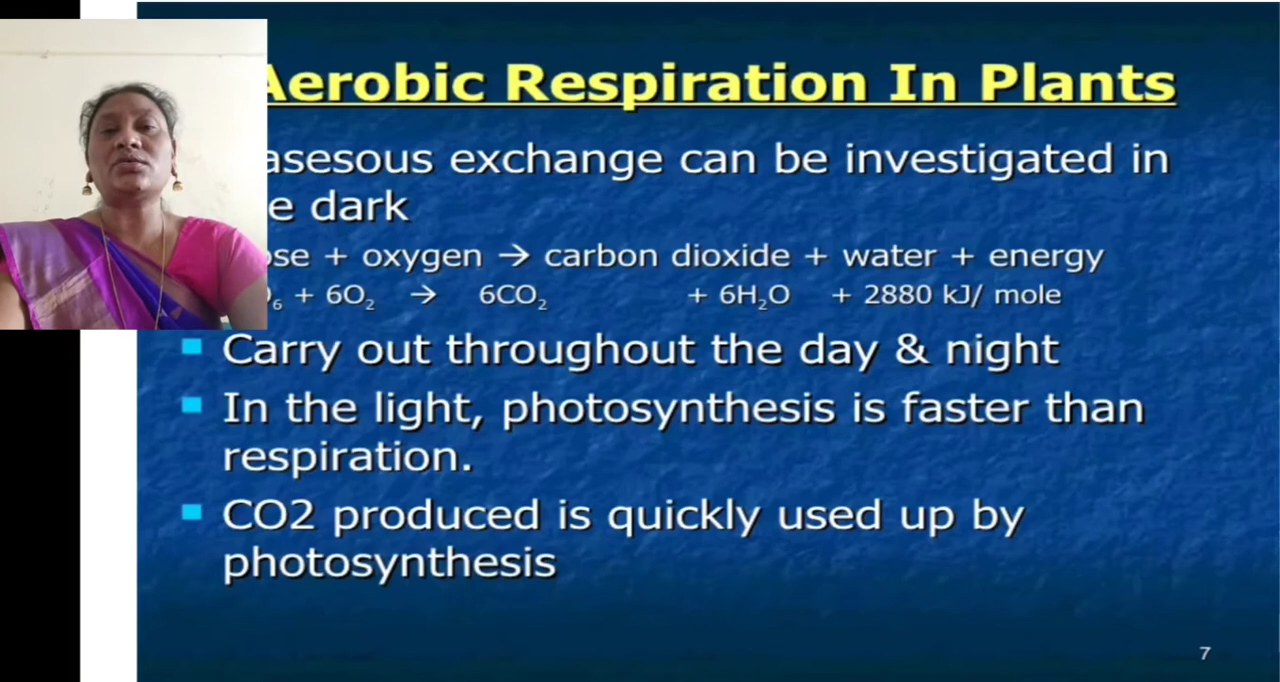 Aerobic Respiration In Plants
asesous exchange can be investigated in
e dark
ose + oxygen → carbon dioxide + water + energy
₆ + 6O₂ → 6CO₂ + 6H₂O + 2880 kJ/ mole
Carry out throughout the day & night
In the light, photosynthesis is faster than
respiration.
CO2 produced is quickly used up by
photosynthesis
7